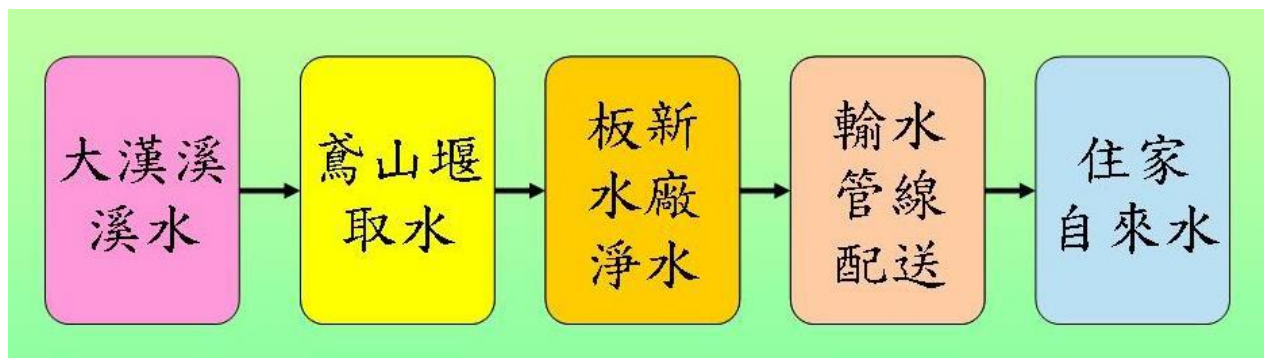 大漢溪
溪水
鳶山堰
取水
板新
水廠
淨水
輸水
管線
配送
住家
自來水